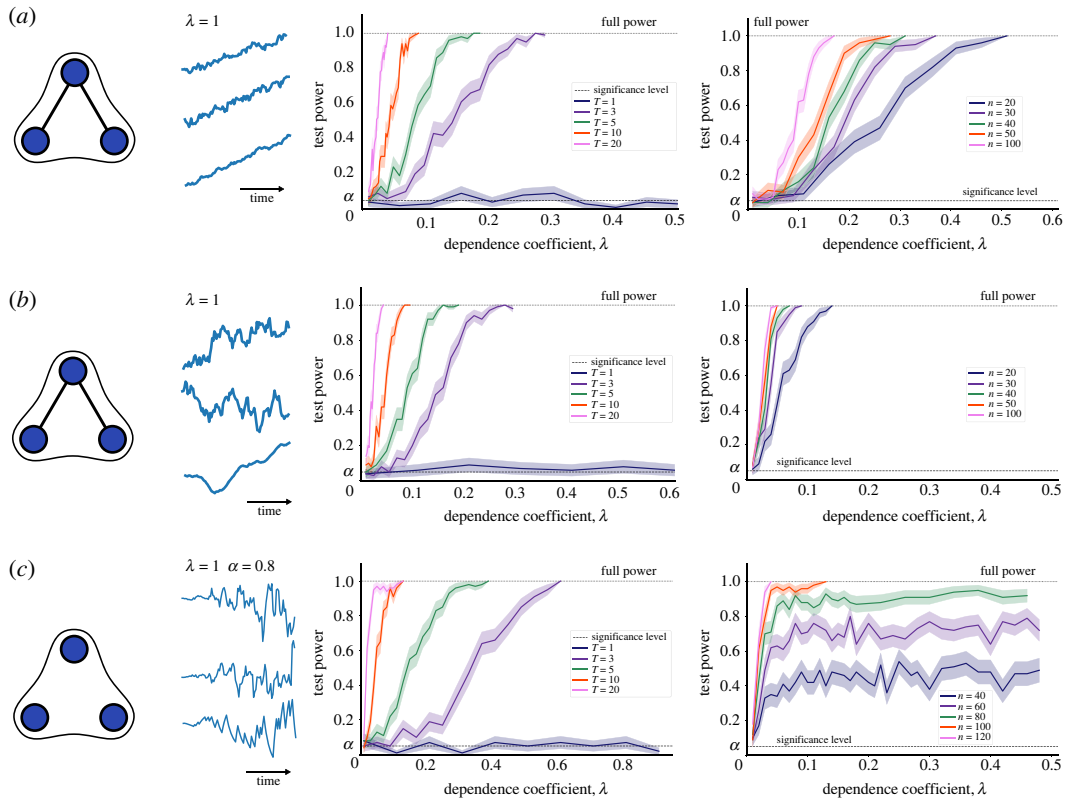 (a)
λ = 1
time
full power
1.0
0.8
0.6
0.4
0.2
α
0
test power
significance level
T = 1
T = 3
T = 5
T = 10
T = 20
0.1 0.2 0.3 0.4 0.5
dependence coefficient, λ
full power
1.0
0.8
0.6
0.4
0.2
α
0
test power
n = 20
n = 30
n = 40
n = 50
n = 100
significance level
0.1 0.2 0.3 0.4 0.5 0.6
dependence coefficient, λ
(b)
λ = 1
time
full power
1.0
0.8
0.6
0.4
0.2
α
0
test power
significance level
T = 1
T = 3
T = 5
T = 10
T = 20
0.1 0.2 0.3 0.4 0.5 0.6
dependence coefficient, λ
full power
1.0
0.8
0.6
0.4
0.2
α
0
test power
n = 20
n = 30
n = 40
n = 50
n = 100
significance level
0.1 0.2 0.3 0.4 0.5
dependence coefficient, λ
(c)
λ = 1 α = 0.8
time
full power
1.0
0.8
0.6
0.4
0.2
α
0
test power
significance level
T = 1
T = 3
T = 5
T = 10
T = 20
0.2 0.4 0.6 0.8
dependence coefficient, λ
full power
1.0
0.8
0.6
0.4
0.2
α
0
test power
n = 40
n = 60
n = 80
n = 100
n = 120
significance level
0.1 0.2 0.3 0.4 0.5
dependence coefficient, λ